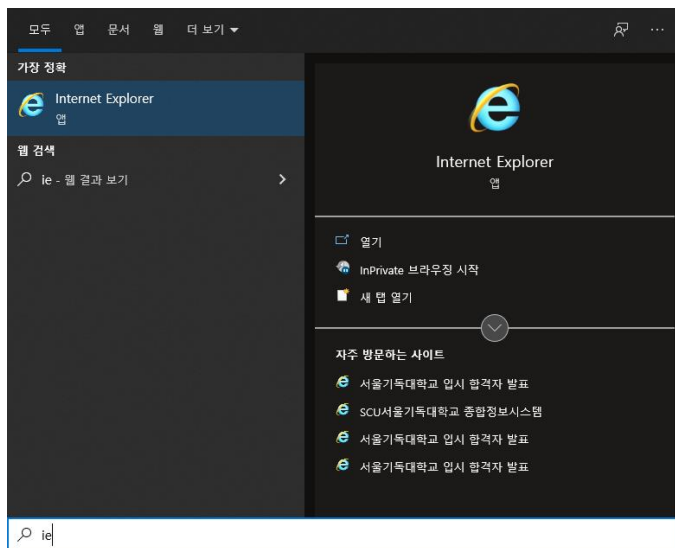 모두 앱 문서 웹 더 보기
가장 정확
Internet Explorer
앱
웹 검색
ie - 웹 결과 보기
Internet Explorer
앱
열기
InPrivate 브라우징 시작
새 탭 열기
자주 방문하는 사이트
서울기독대학교 입시 합격자 발표
SCU서울기독대학교 종합정보시스템
서울기독대학교 입시 합격자 발표
서울기독대학교 입시 합격자 발표
ie